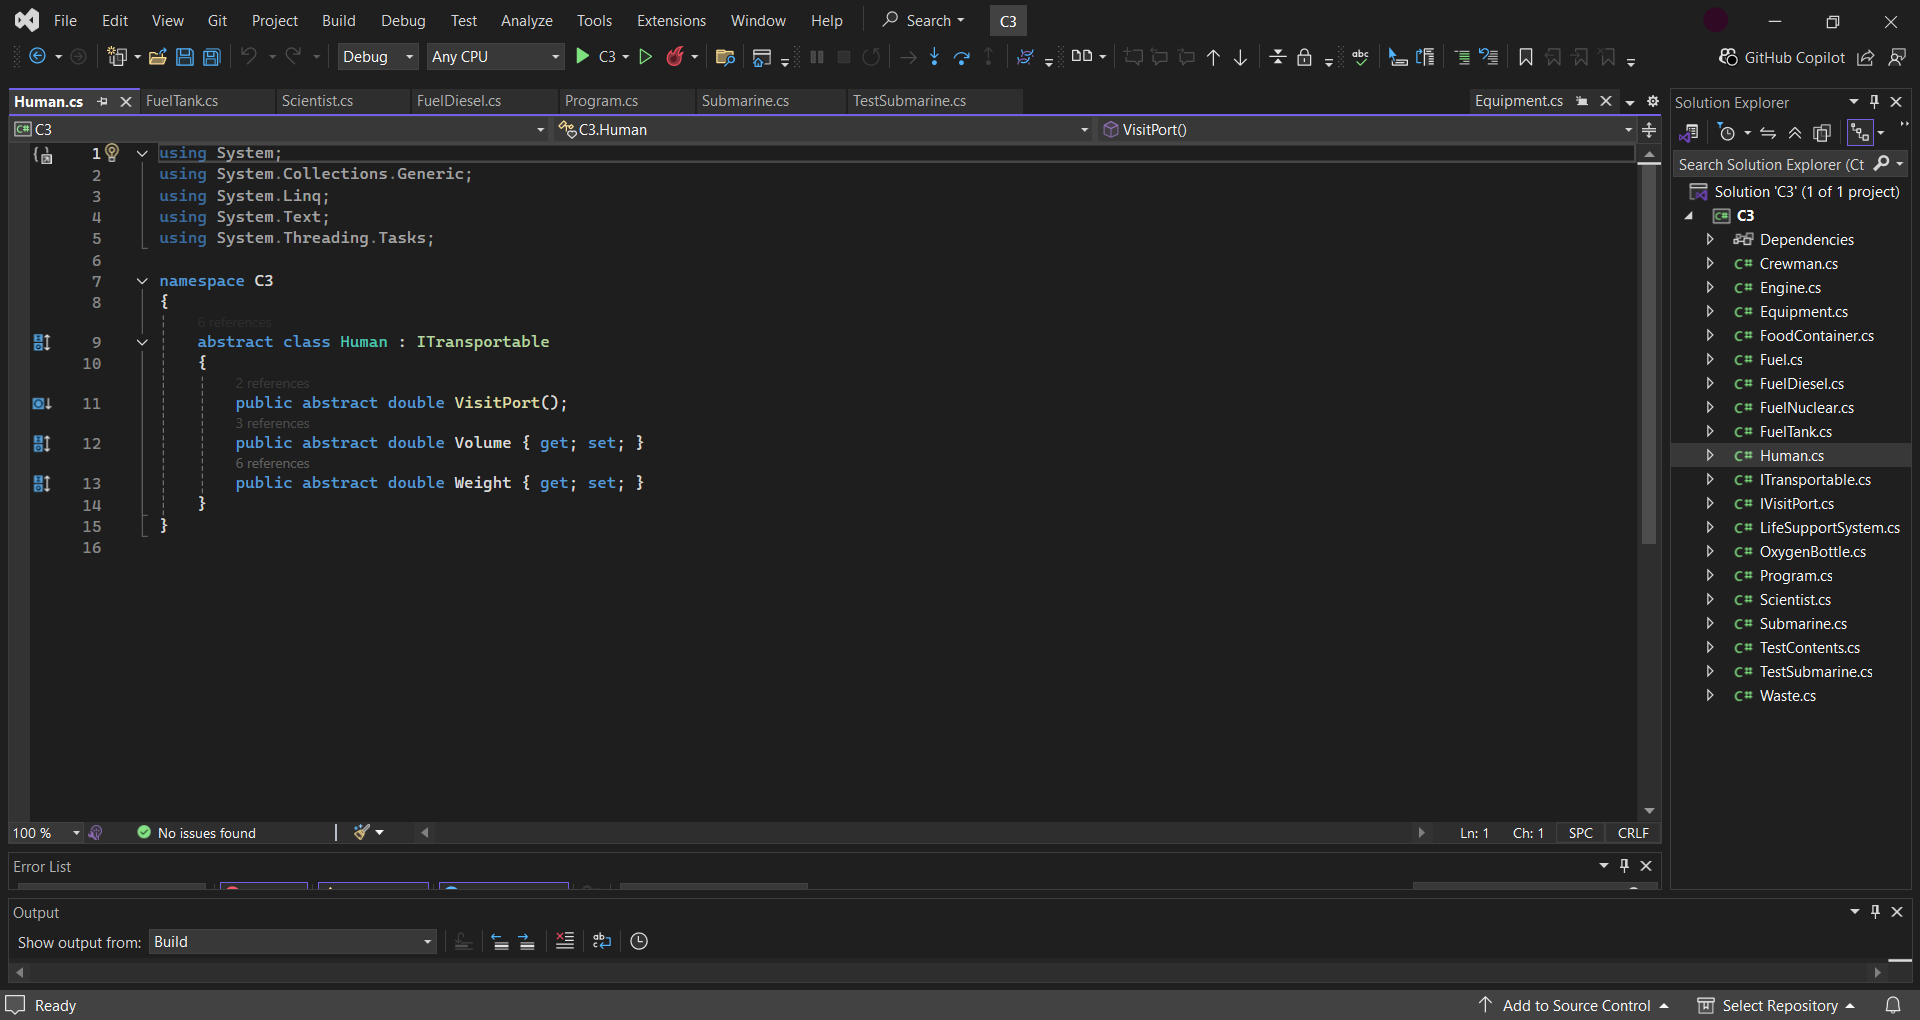 File Edit View Git Project Build Debug Test Analyze Tools Extensions Window Help Search C3
Debug Any CPU C3 GitHub Copilot
Human.cs FuelTank.cs Scientist.cs FuelDiesel.cs Program.cs Submarine.cs TestSubmarine.cs Equipment.cs
C3 C3.Human VisitPort()
1 using System;
2 using System.Collections.Generic;
3 using System.Linq;
4 using System.Text;
5 using System.Threading.Tasks;
6
7 namespace C3
8 {
6 references
9 abstract class Human : ITransportable
10 {
2 references
11 public abstract double VisitPort();
3 references
12 public abstract double Volume { get; set; }
6 references
13 public abstract double Weight { get; set; }
14 }
15 }
16
100 % No issues found Ln: 1 Ch: 1 SPC CRLF
Error List
Output
Show output from: Build
Solution Explorer
Search Solution Explorer (Ct
Solution 'C3' (1 of 1 project)
C3
Dependencies
C# Crewman.cs
C# Engine.cs
C# Equipment.cs
C# FoodContainer.cs
C# Fuel.cs
C# FuelDiesel.cs
C# FuelNuclear.cs
C# FuelTank.cs
C# Human.cs
C# ITransportable.cs
C# IVisitPort.cs
C# LifeSupportSystem.cs
C# OxygenBottle.cs
C# Program.cs
C# Scientist.cs
C# Submarine.cs
C# TestContents.cs
C# TestSubmarine.cs
C# Waste.cs
Ready Add to Source Control Select Repository